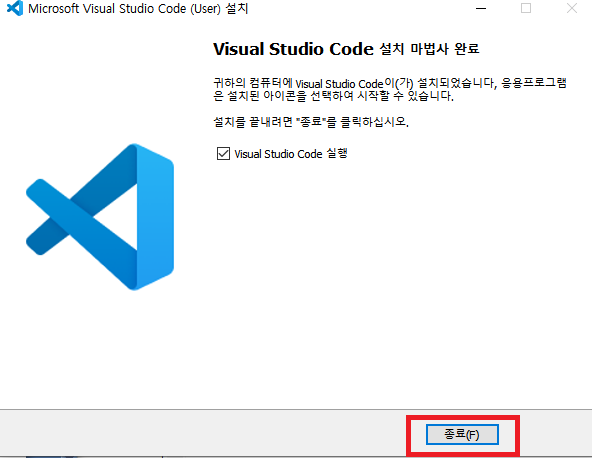 Microsoft Visual Studio Code (User) 설치
Visual Studio Code 설치 마법사 완료
귀하의 컴퓨터에 Visual Studio Code이(가) 설치되었습니다, 응용프로그램
은 설치된 아이콘을 선택하여 시작할 수 있습니다.
설치를 끝내려면 "종료"를 클릭하십시오.
Visual Studio Code 실행
종료(F)